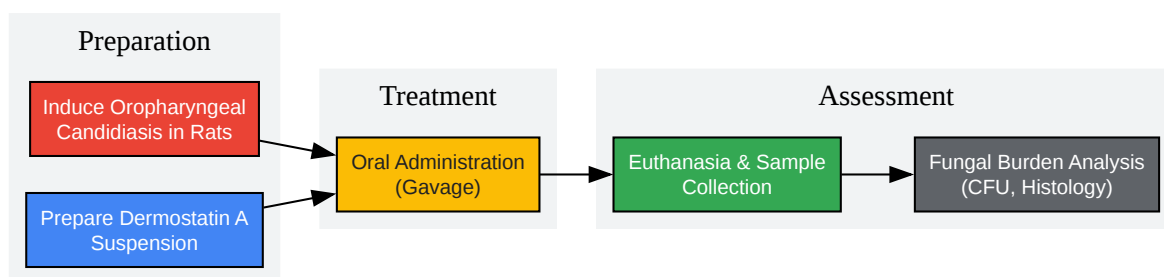 Preparation
Induce Oropharyngeal
Candidiasis in Rats
Prepare Dermostatin A
Suspension
Treatment
Oral Administration
(Gavage)
Assessment
Euthanasia & Sample
Collection
Fungal Burden Analysis
(CFU, Histology)